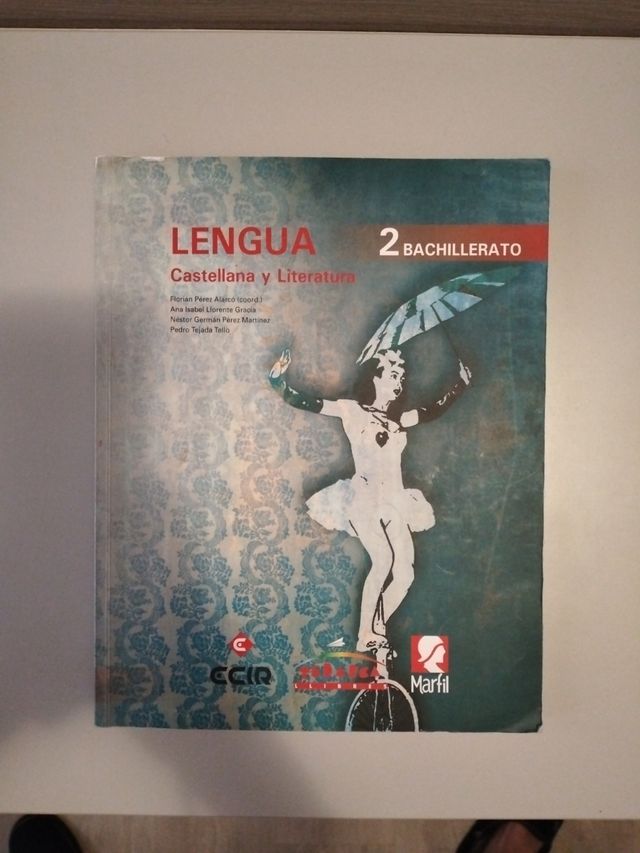 LENGUA
2 BACHILLERATO
Castellana y Literatura
Florián Pérez Alarcó (coord.)
Ana Isabel Llorente Gracia
Néstor Germán Pérez Martínez
Pedro Tejada Tello
ECIR
LLIBRES
Marfil